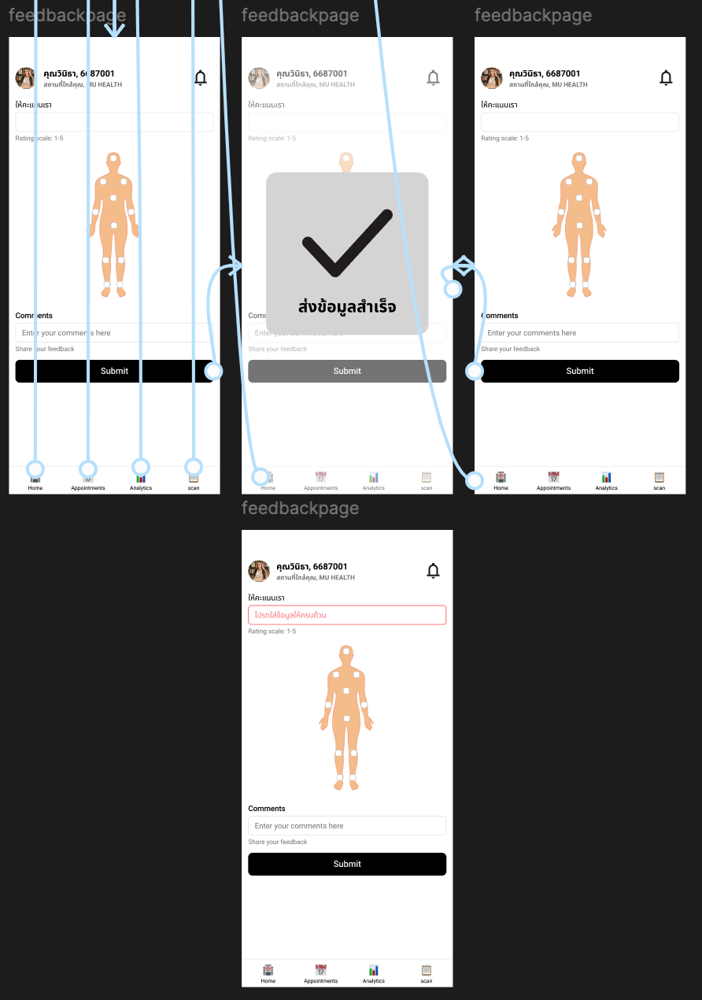 feedbackpage
คุณวินิธา, 6687001
สถานที่ใกล้คุณ, MU HEALTH
ให้คะแนนเรา
Rating scale: 1-5
Comments
Enter your comments here
Share your feedback
Submit
Home
Appointments
Analytics
scan
feedbackpage
คุณวินิธา, 6687001
สถานที่ใกล้คุณ, MU HEALTH
ให้คะแนนเรา
Rating scale: 1-5
ส่งข้อมูลสำเร็จ
Comm
Enter your comments here
Share your feedback
Submit
Home
17
Appointments
Analytics
scan
feedbackpage
คุณวินิธา, 6687001
สถานที่ใกล้คุณ, MU HEALTH
ให้คะแนนเรา
Rating scale: 1-5
Comments
Enter your comments here
Share your feedback
Submit
Home
17
Appointments
Analytics
scan
feedbackpage
คุณวินิธา, 6687001
สถานที่ใกล้คุณ, MU HEALTH
ให้คะแนนเรา
โปรดใส่ข้อมูลให้ครบถ้วน
Rating scale: 1-5
Comments
Enter your comments here
Share your feedback
Submit
Home
17
Appointments
Analytics
scan